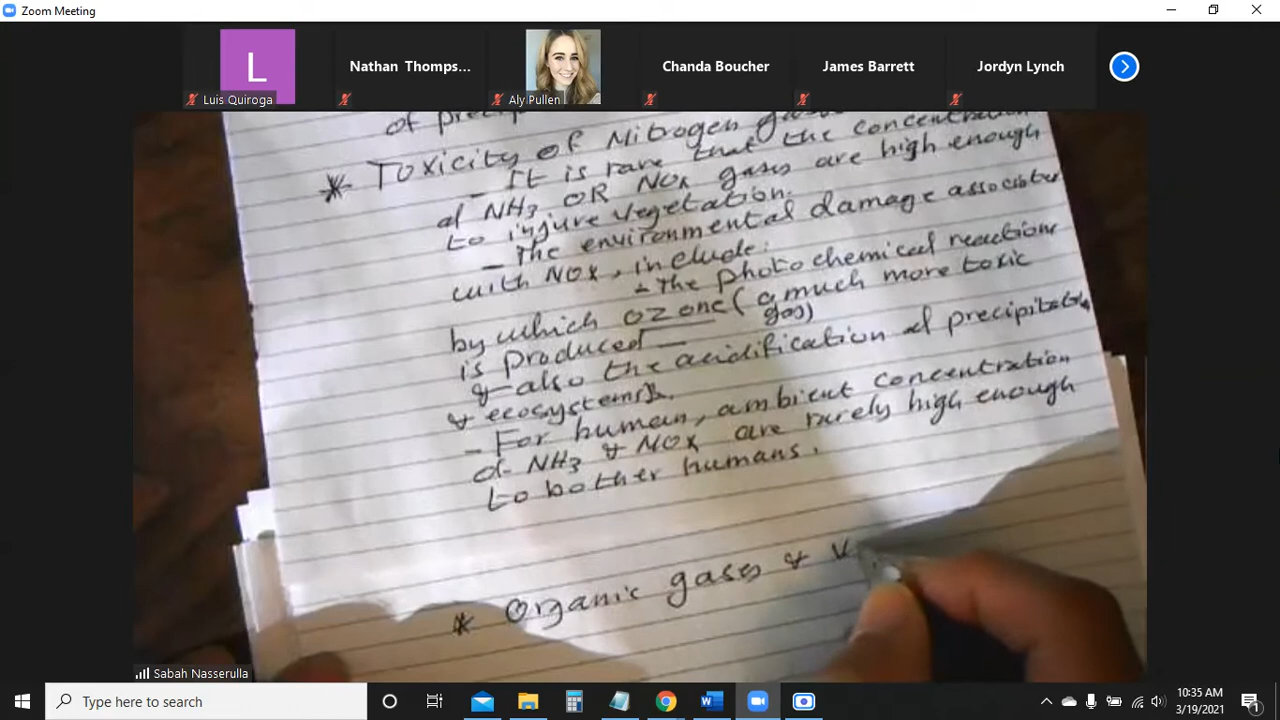 Zoom Meeting
L
Luis Quiroga
Nathan Thomps...
Aly Pullen
Chanda Boucher
James Barrett
Jordyn Lynch
of
* Toxicity of Nitrogen
- It is rare that the concentration
of NH3 OR NOx gases are high enough
to injure vegetation.
- The environmental damage associated
with NOx, include:
- The photochemical reactions
by which ozone (a much more toxic
gas)
is produced
& also the acidification of
& ecosystems.
- For human, ambient concentration
of NH3 & NOx are rarely high enough
to bother humans.
* Organic gases & V
Sabah Nasserulla
Type here to search
10:35 AM
3/19/2021
1